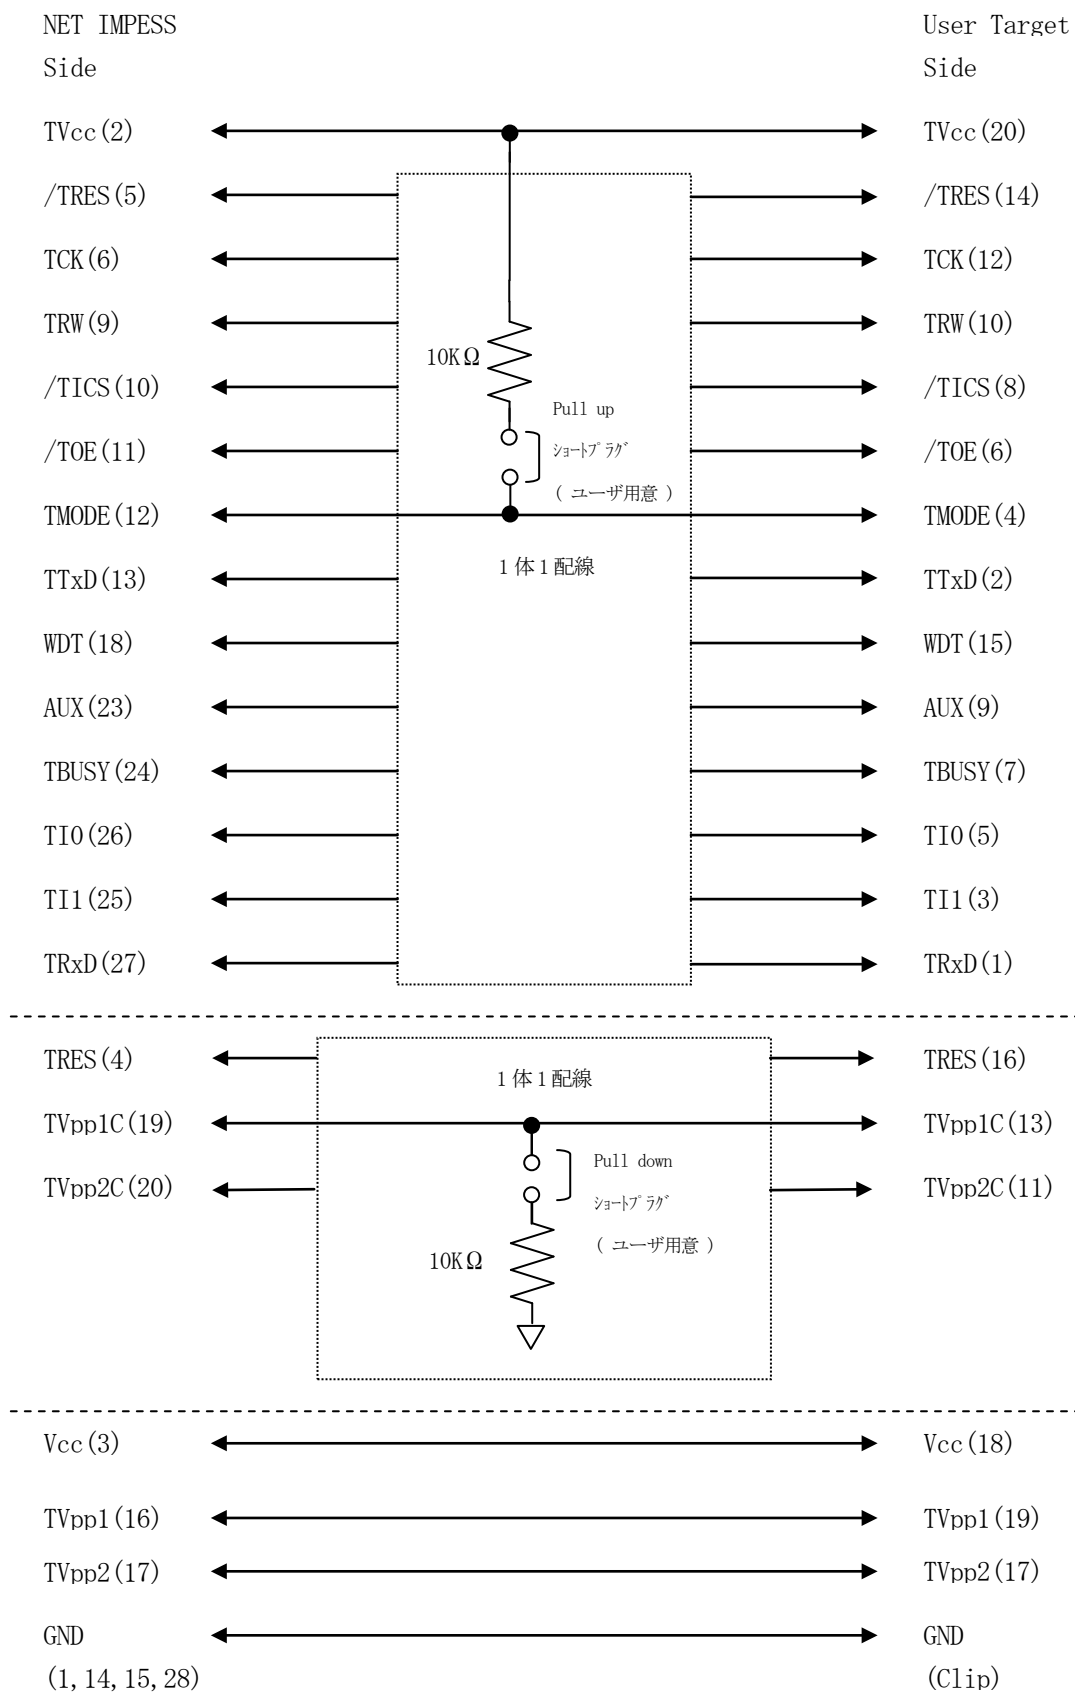 NET IMPESS User Target
Side Side
TVcc(2) TVcc(20)
/TRES(5) /TRES(14)
TCK(6) TCK(12)
TRW(9) TRW(10)
10KΩ
/TICS(10) /TICS(8)
Pull up
/TOE(11) ｼｮｰﾄﾌﾟﾗｸﾞ /TOE(6)
( ユーザ用意 )
TMODE(12) TMODE(4)
1体1配線
TTxD(13) TTxD(2)
WDT(18) WDT(15)
AUX(23) AUX(9)
TBUSY(24) TBUSY(7)
TI0(26) TI0(5)
TI1(25) TI1(3)
TRxD(27) TRxD(1)
TRES(4) TRES(16)
1体1配線
TVpp1C(19) TVpp1C(13)
Pull down
TVpp2C(20) TVpp2C(11)
ｼｮｰﾄﾌﾟﾗｸﾞ
( ユーザ用意 )
10KΩ
Vcc(3) Vcc(18)
TVpp1(16) TVpp1(19)
TVpp2(17) TVpp2(17)
GND GND
(1,14,15,28) (Clip)